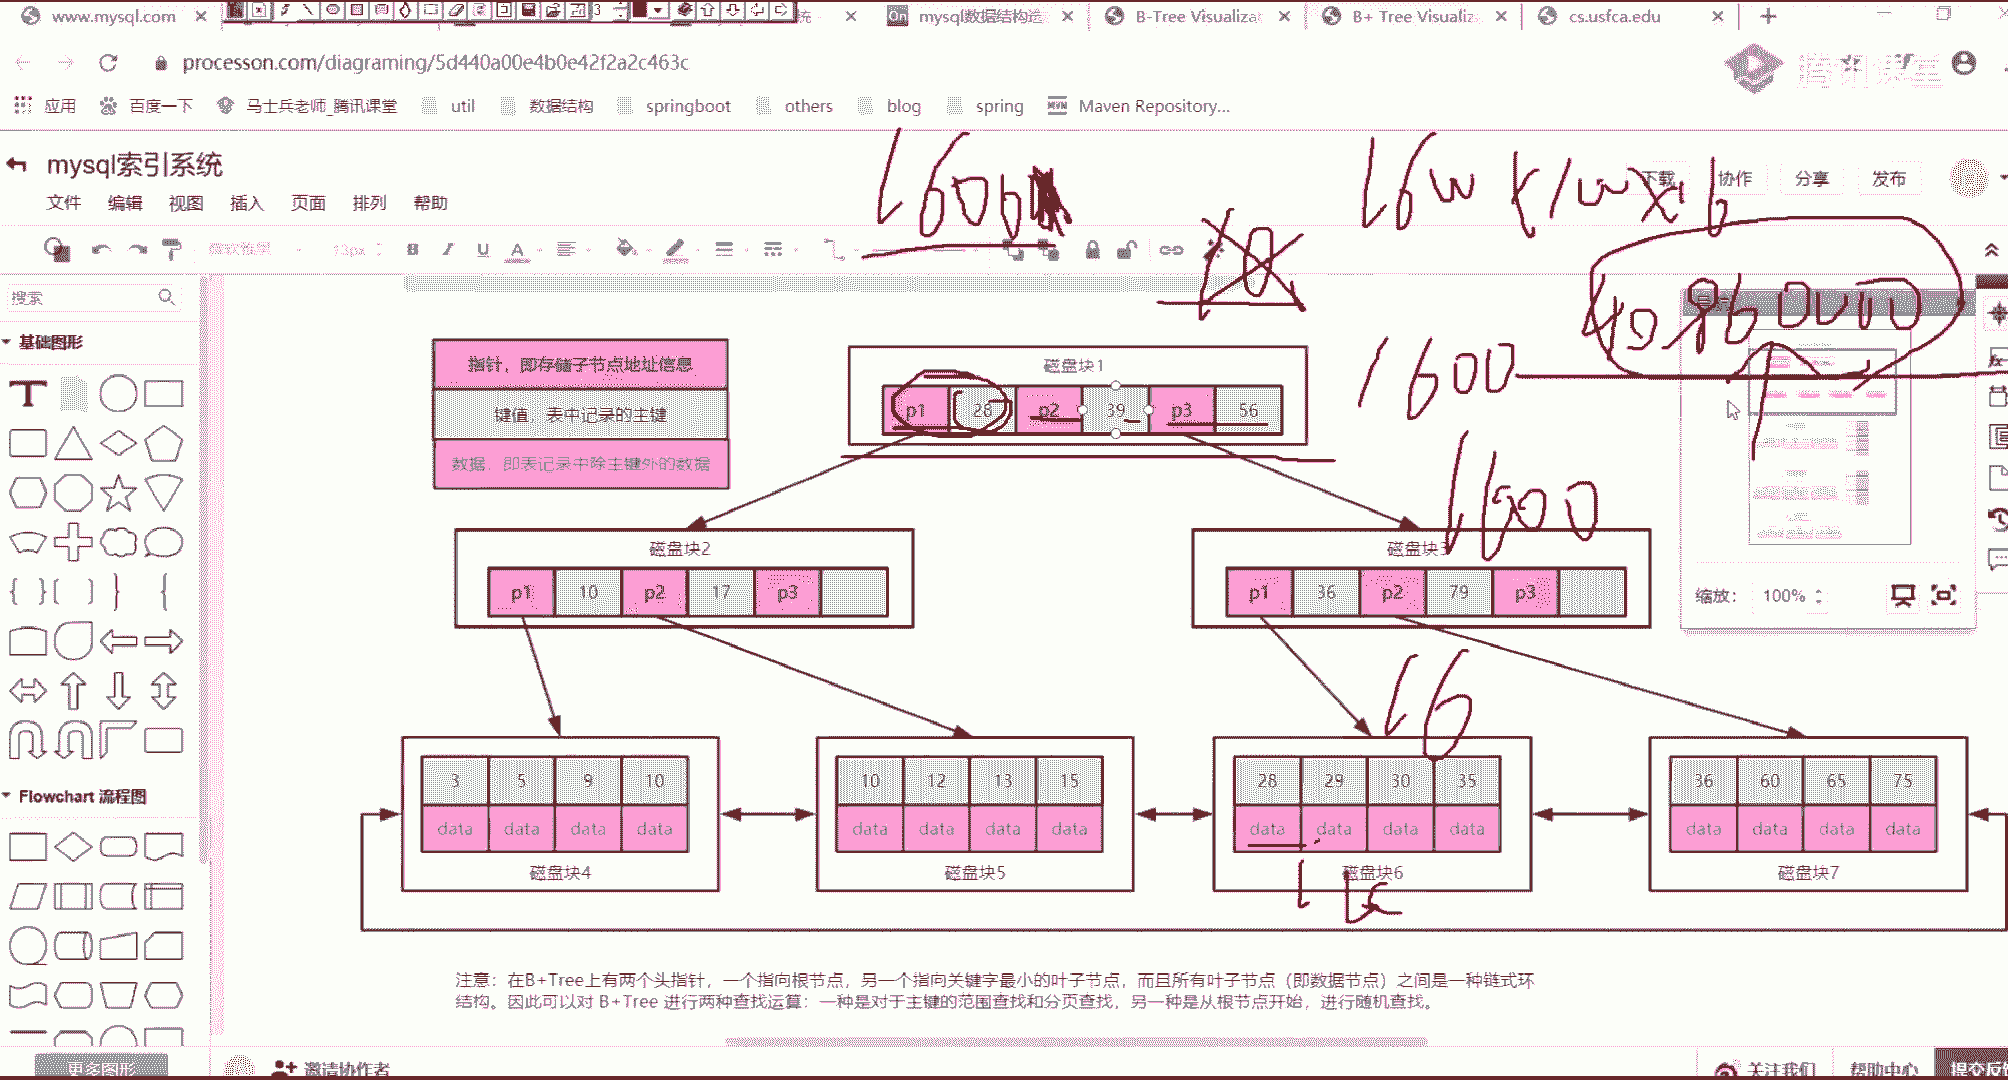 www.mysql.com
mysql数据结构选
B-Tree Visualiza
B+ Tree Visualiz
cs.usfca.edu
processon.com/diagraming/5d440a00e4b0e42f2a2c463c
腾讯课堂
应用
百度一下
马士兵老师_腾讯课堂
util
数据结构
springboot
others
blog
spring
Maven Repository...
mysql索引系统
下载
协作
分享
发布
文件
编辑
视图
插入
页面
排列
帮助
13px
搜索
基础图形
Flowchart 流程图
更多图形
指针，即存储子节点地址信息
键值，表中记录的主键
数据，即表记录中除主键外的数据
磁盘块1
p1 28 p2 39 p3 56
1600
磁盘块2
p1 10 p2 17 p3
磁盘块3
1600
p1 36 p2 79 p3
缩放： 100%
16
3 5 9 10
data data data data
磁盘块4
10 12 13 15
data data data data
磁盘块5
28 29 30 35
data data data data
磁盘块6
36 60 65 75
data data data data
磁盘块7
注意：在B+Tree上有两个头指针，一个指向根节点，另一个指向关键字最小的叶子节点，而且所有叶子节点（即数据节点）之间是一种链式环
结构。因此可以对 B+Tree 进行两种查找运算：一种是对于主键的范围查找和分页查找，另一种是从根节点开始，进行随机查找。
邀请协作者
关注我们
帮助中心